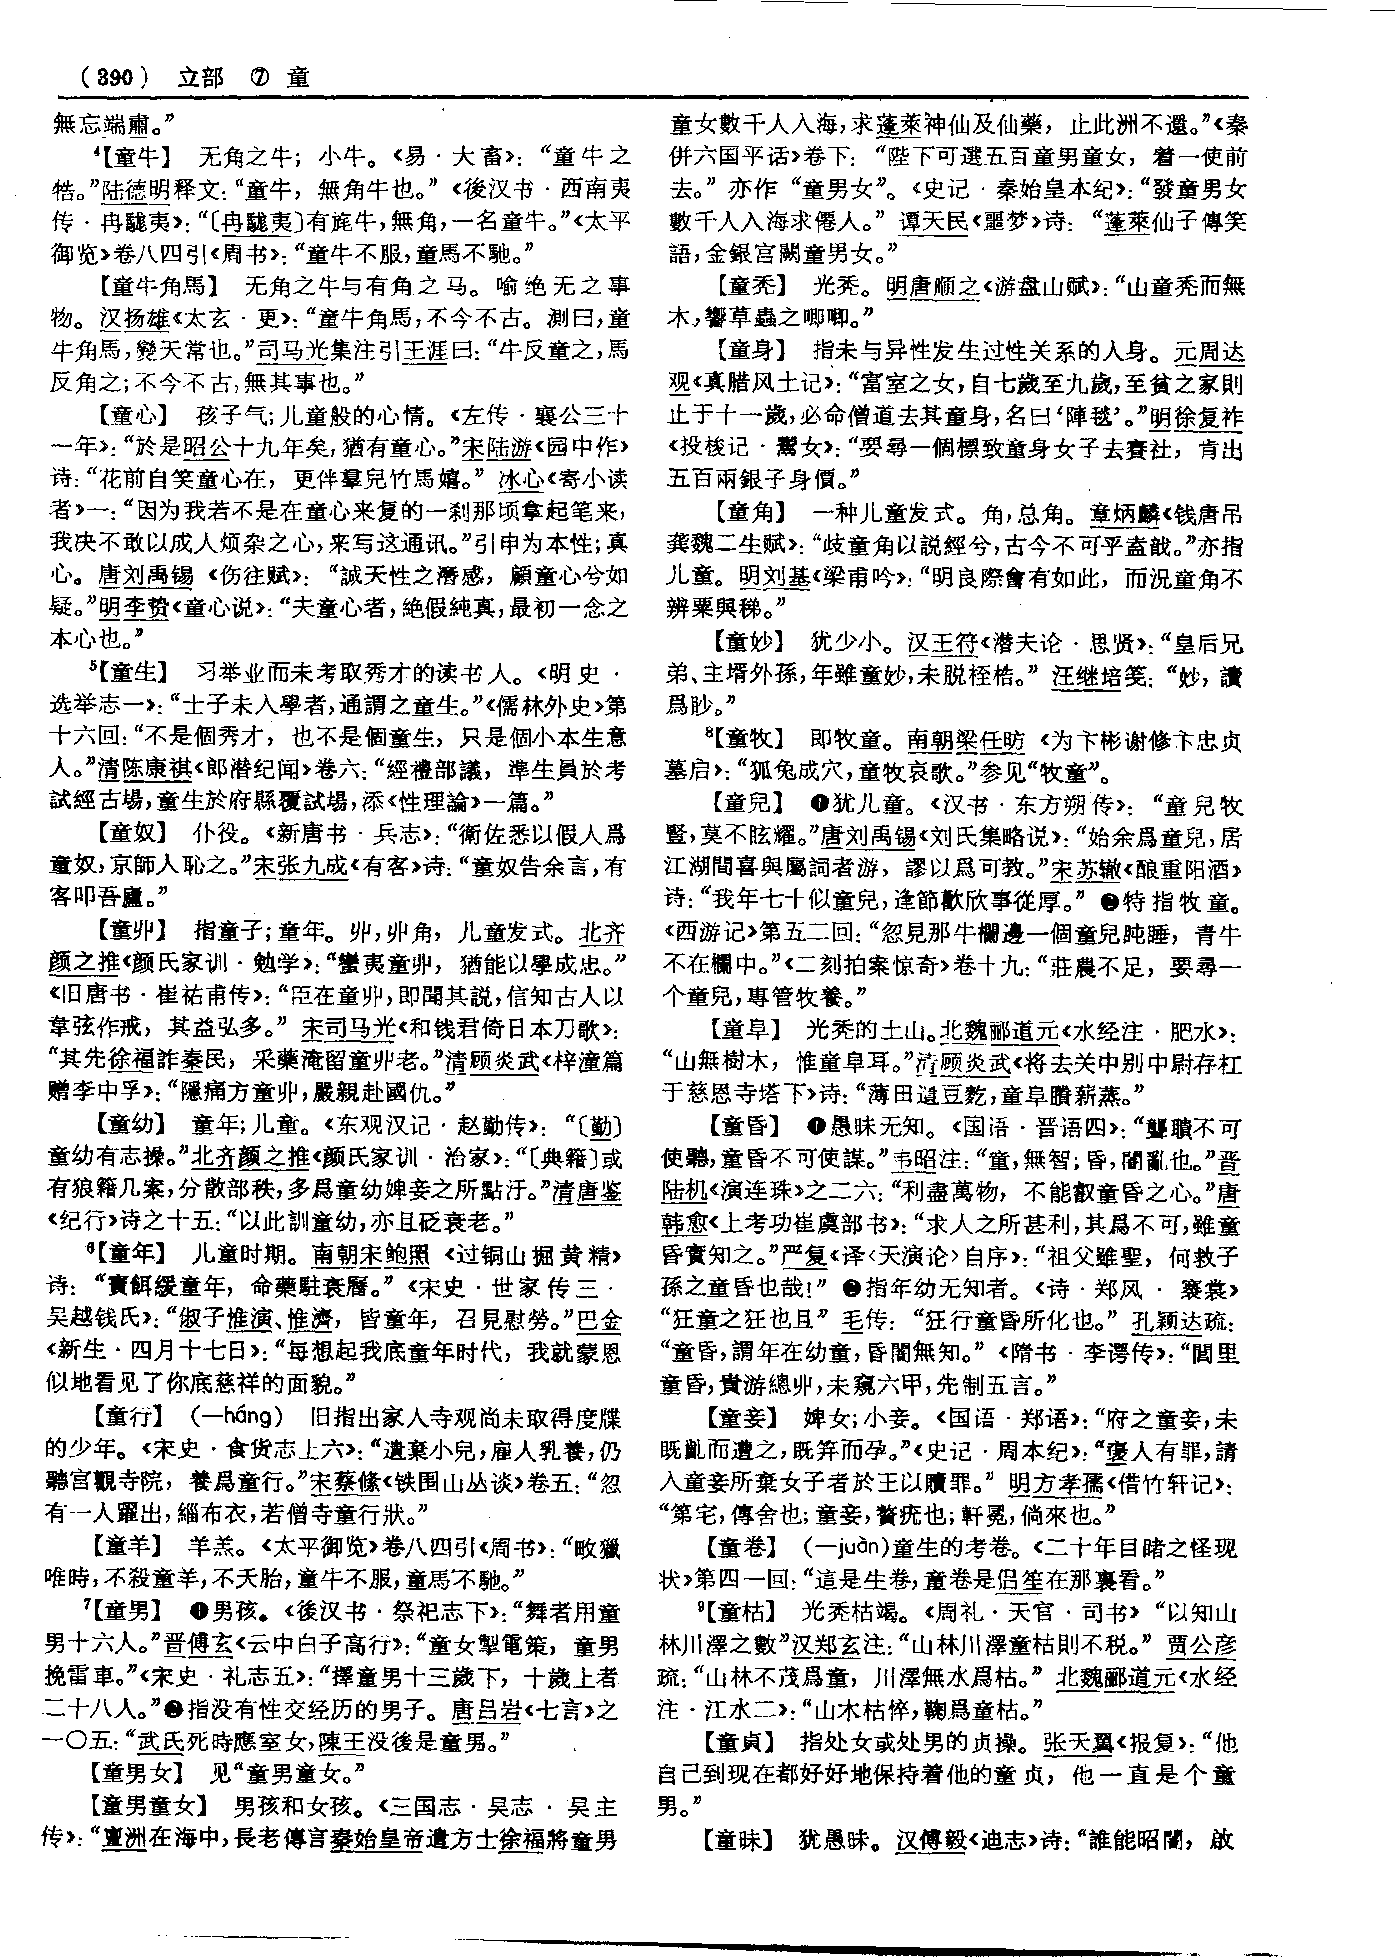 （390） 立部 ⑦ 童
無忘端肅。”
⁴【童牛】 无角之牛；小牛。《易·大畜》：“童牛之
牿。”陆德明释文：“童牛，無角牛也。”《後汉书·西南夷
传·冉駹夷》：“〔冉駹夷〕有旄牛，無角，一名童牛。”《太平
御览》卷八四引《周书》：“童牛不服，童馬不馳。”
【童牛角馬】 无角之牛与有角之马。喻绝无之事
物。汉扬雄《太玄·更》：“童牛角馬，不今不古。測曰，童
牛角馬，變天常也。”司马光集注引王涯曰：“牛反童之，馬
反角之；不今不古，無其事也。”
【童心】 孩子气；儿童般的心情。《左传·襄公三十
一年》：“於是昭公十九年矣，猶有童心。”宋陆游《园中作》
诗：“花前自笑童心在，更伴羣兒竹馬嬉。”冰心《寄小读
者》一：“因为我若不是在童心来复的一刹那顷拿起笔来，
我决不敢以成人烦杂之心，来写这通讯。”引申为本性；真
心。唐刘禹锡《伤往赋》：“誠天性之潛感，顧童心兮如
疑。”明李贽《童心说》：“夫童心者，絶假純真，最初一念之
本心也。”
⁵【童生】 习举业而未考取秀才的读书人。《明史·
选举志一》：“士子未入學者，通謂之童生。”《儒林外史》第
十六回：“不是個秀才，也不是個童生，只是個小本生意
人。”清陈康祺《郎潜纪闻》卷六：“經禮部議，準生員於考
試經古場，童生於府縣覆試場，添《性理論》一篇。”
【童奴】 仆役。《新唐书·兵志》：“衛佐悉以假人爲
童奴，京師人恥之。”宋张九成《有客》诗：“童奴告余言，有
客叩吾廬。”
【童丱】 指童子；童年。丱，丱角，儿童发式。北齐
颜之推《颜氏家训·勉学》：“蠻夷童丱，猶能以學成忠。”
《旧唐书·崔祐甫传》：“臣在童丱，即聞其説，信知古人以
韋弦作戒，其益弘多。”宋司马光《和钱君倚日本刀歌》：
“其先徐福詐秦民，采藥淹留童丱老。”清顾炎武《梓潼篇
赠李中孚》：“隱痛方童丱，嚴親赴國仇。”
【童幼】 童年；儿童。《东观汉记·赵勤传》：“〔勤〕
童幼有志操。”北齐颜之推《颜氏家训·治家》：“〔典籍〕或
有狼籍几案，分散部秩，多爲童幼婢妾之所點汙。”清唐鉴
《纪行》诗之十五：“以此訓童幼，亦且砭衰老。”
⁶【童年】 儿童时期。南朝宋鲍照《过铜山掘黄精》
诗：“寶餌緩童年，命藥駐衰曆。”《宋史·世家传三·
吴越钱氏》：“俶子惟演、惟濟，皆童年，召見慰勞。”巴金
《新生·四月十七日》：“每想起我底童年时代，我就蒙恩
似地看见了你底慈祥的面貌。”
【童行】 （—háng） 旧指出家入寺观尚未取得度牒
的少年。《宋史·食货志上六》：“遺棄小兒，雇人乳養，仍
聽宫觀寺院，養爲童行。”宋蔡絛《铁围山丛谈》卷五：“忽
有一人躍出，緇布衣，若僧寺童行狀。”
【童羊】 羊羔。《太平御览》卷八四引《周书》：“畋獵
唯時，不殺童羊，不夭胎，童牛不服，童馬不馳。”
⁷【童男】 ❶男孩。《後汉书·祭祀志下》：“舞者用童
男十六人。”晋傅玄《云中白子高行》：“童女掣電策，童男
挽雷車。”《宋史·礼志五》：“擇童男十三歲下，十歲上者
二十八人。”❷指没有性交经历的男子。唐吕岩《七言》之
一〇五：“武氏死時應室女，陳王没後是童男。”
【童男女】 见“童男童女。”
【童男童女】 男孩和女孩。《三国志·吴志·吴主
传》：“亶洲在海中，長老傳言秦始皇帝遣方士徐福將童男
童女數千人入海，求蓬萊神仙及仙藥，止此洲不還。”《秦
併六国平话》卷下：“陛下可選五百童男童女，着一使前
去。”亦作“童男女”。《史记·秦始皇本纪》：“發童男女
數千人入海求僊人。”谭天民《噩梦》诗：“蓬萊仙子傳笑
語，金銀宫闕童男女。”
【童秃】 光秃。明唐顺之《游盘山赋》：“山童秃而無
木，響草蟲之唧唧。”
【童身】 指未与异性发生过性关系的人身。元周达
观《真腊风土记》：“富室之女，自七歲至九歲，至貧之家則
止于十一歲，必命僧道去其童身，名曰‘陣毯’。”明徐复祚
《投梭记·鬻女》：“要尋一個標致童身女子去賽社，肯出
五百兩銀子身價。”
【童角】 一种儿童发式。角，总角。章炳麟《钱唐吊
龚魏二生赋》：“歧童角以説經兮，古今不可乎盍戠。”亦指
儿童。明刘基《梁甫吟》：“明良際會有如此，而況童角不
辨粟與稊。”
【童妙】 犹少小。汉王符《潜夫论·思贤》：“皇后兄
弟、主壻外孫，年雖童妙，未脱桎梏。”汪继培笺：“妙，讀
爲眇。”
⁸【童牧】 即牧童。南朝梁任昉《为卞彬谢修卞忠贞
墓启》：“狐兔成穴，童牧哀歌。”参见“牧童”。
【童兒】 ❶犹儿童。《汉书·东方朔传》：“童兒牧
豎，莫不眩耀。”唐刘禹锡《刘氏集略说》：“始余爲童兒，居
江湖間喜與屬詞者游，謬以爲可教。”宋苏辙《酿重阳酒》
诗：“我年七十似童兒，逢節歡欣事從厚。”❷特指牧童。
《西游记》第五二回：“忽見那牛欄邊一個童兒盹睡，青牛
不在欄中。”《二刻拍案惊奇》卷十九：“莊農不足，要尋一
个童兒，專管牧養。”
【童阜】 光秃的土山。北魏郦道元《水经注·肥水》：
“山無樹木，惟童阜耳。”清顾炎武《将去关中别中尉存杠
于慈恩寺塔下》诗：“薄田遺豆麧，童阜賸薪蒸。”
【童昏】 ❶愚昧无知。《国语·晋语四》：“聾聵不可
使聽，童昏不可使謀。”韦昭注：“童，無智；昏，闇亂也。”晋
陆机《演连珠》之二六：“利盡萬物，不能叡童昏之心。”唐
韩愈《上考功崔虞部书》：“求人之所甚利，其爲不可，雖童
昏實知之。”严复《译〈天演论〉自序》：“祖父雖聖，何救子
孫之童昏也哉！”❷指年幼无知者。《诗·郑风·褰裳》
“狂童之狂也且”毛传：“狂行童昏所化也。”孔颖达疏：
“童昏，謂年在幼童，昏闇無知。”《隋书·李谔传》：“閭里
童昏，貴游總丱，未窺六甲，先制五言。”
【童妾】 婢女；小妾。《国语·郑语》：“府之童妾，未
既齔而遭之，既笄而孕。”《史记·周本纪》：“褒人有罪，請
入童妾所棄女子者於王以贖罪。”明方孝孺《借竹轩记》：
“第宅，傳舍也；童妾，贅疣也；軒冕，倘來也。”
【童卷】 （—juàn）童生的考卷。《二十年目睹之怪现
状》第四一回：“這是生卷，童卷是侣笙在那裏看。”
⁹【童枯】 光秃枯竭。《周礼·天官·司书》“以知山
林川澤之數”汉郑玄注：“山林川澤童枯則不税。”贾公彦
疏：“山林不茂爲童，川澤無水爲枯。”北魏郦道元《水经
注·江水二》：“山木枯悴，鞠爲童枯。”
【童貞】 指处女或处男的贞操。张天翼《报复》：“他
自己到现在都好好地保持着他的童贞，他一直是个童
男。”
【童昧】 犹愚昧。汉傅毅《迪志》诗：“誰能昭闇，啟